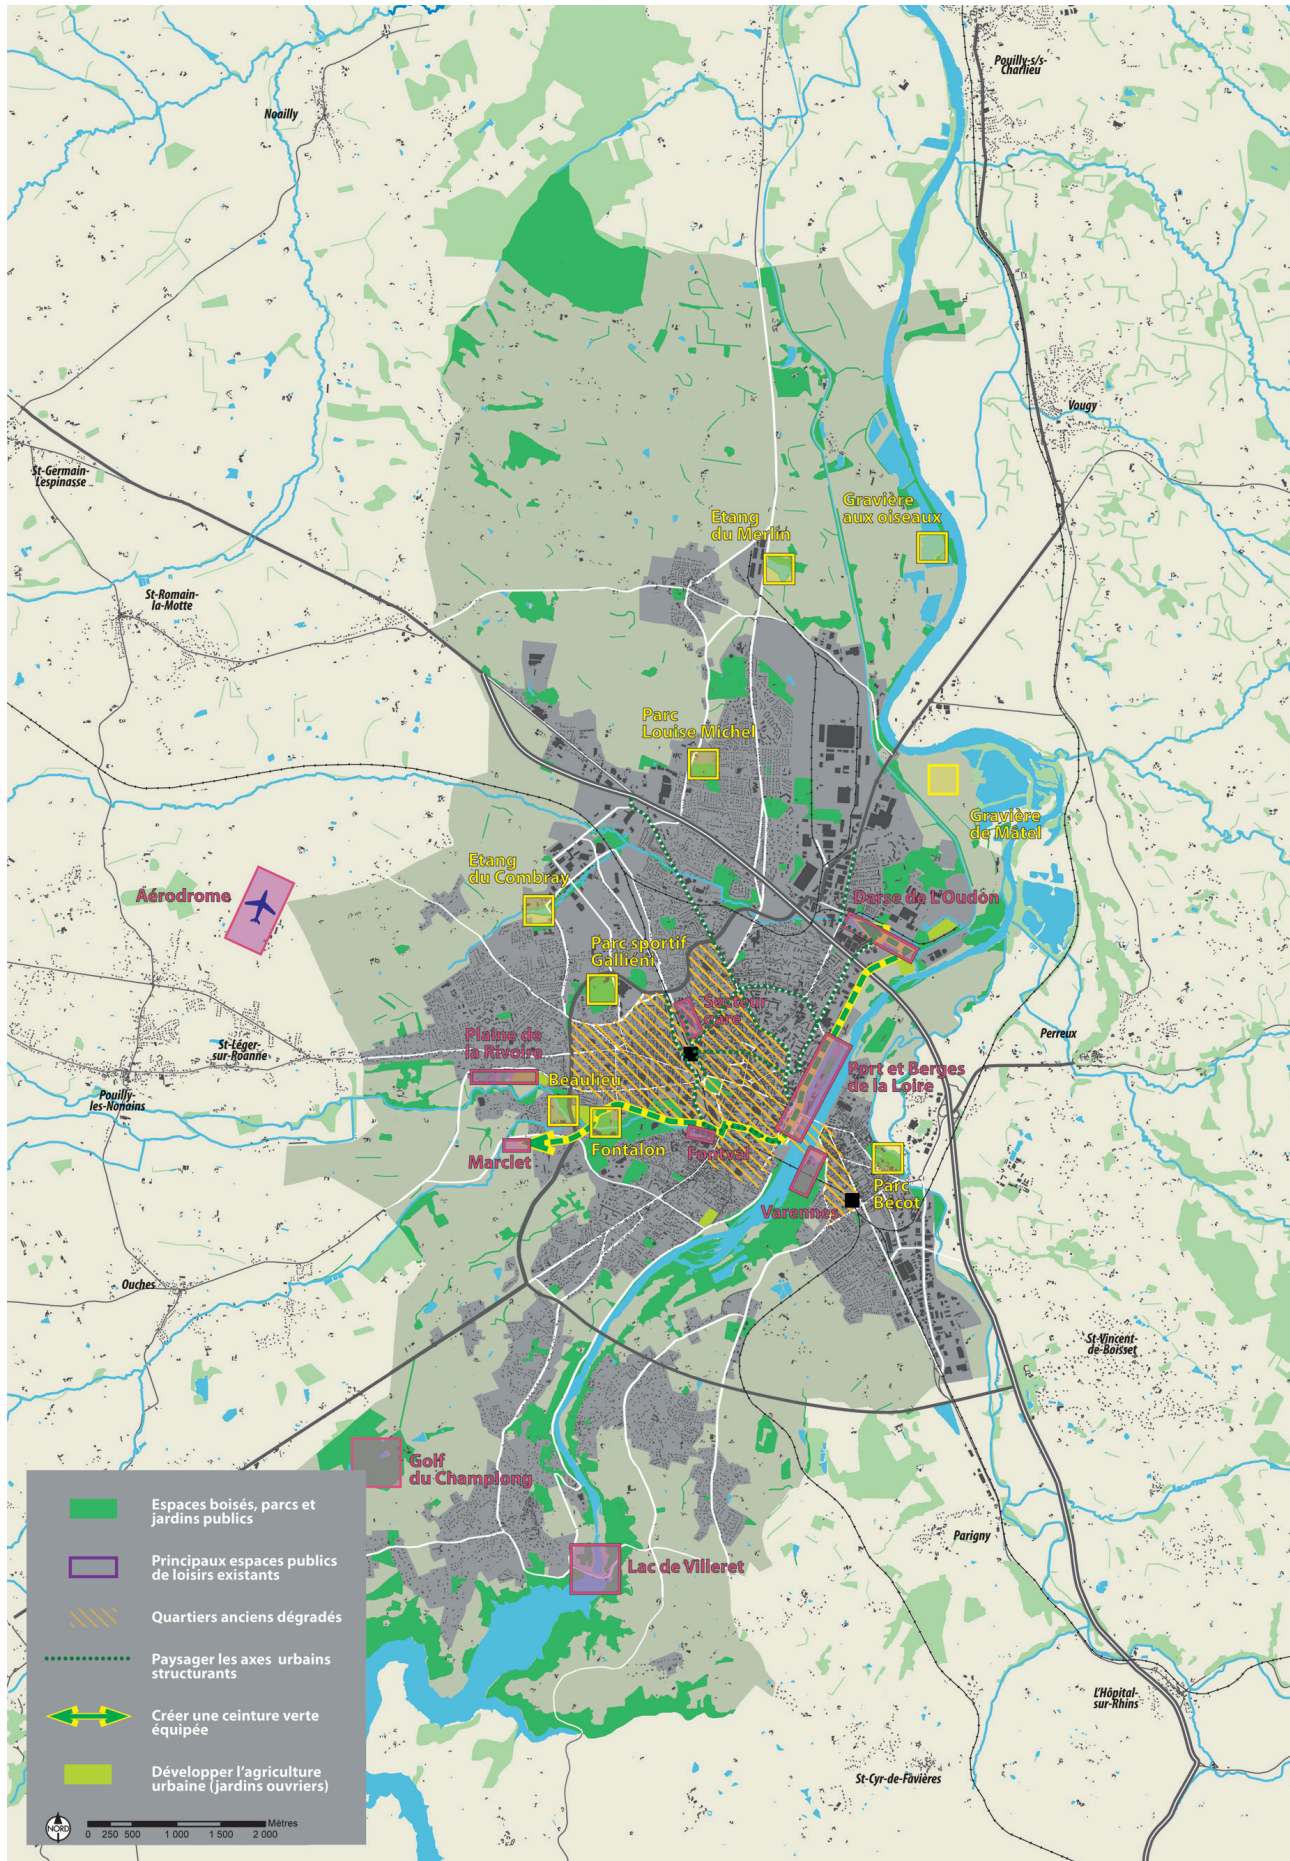 Pouilly-s/s-
Charlieu
Noailly
Vougy
St-Germain-
Lespinasse
Gravière
aux oiseaux
Etang
du Merlin
St-Romain-
la-Motte
Parc
Louise Michel
Gravière
de Mâtel
Etang
du Combray
Aérodrome
Darse de L'Oudon
Parc sportif
Galliéni
Secteur
gare
Perreux
St-Léger-
sur-Roanne
Plaine de
la Rivoire
Port et Berges
de la Loire
Beaulieu
Pouilly-
les-Nonains
Fontalon
Fontval
Marclet
Parc
Bécot
Varennes
Ouches
St-Vincent-
de-Boisset
Golf
du Champlong
Parigny
Lac de Villeret
L'Hôpital-
sur-Rhins
St-Cyr-de-Favières
Espaces boisés, parcs et
jardins publics
Principaux espaces publics
de loisirs existants
Quartiers anciens dégradés
Paysager les axes urbains
structurants
Créer une ceinture verte
équipée
Développer l'agriculture
urbaine (jardins ouvriers)
NORD
Mètres
0 250 500 1 000 1 500 2 000